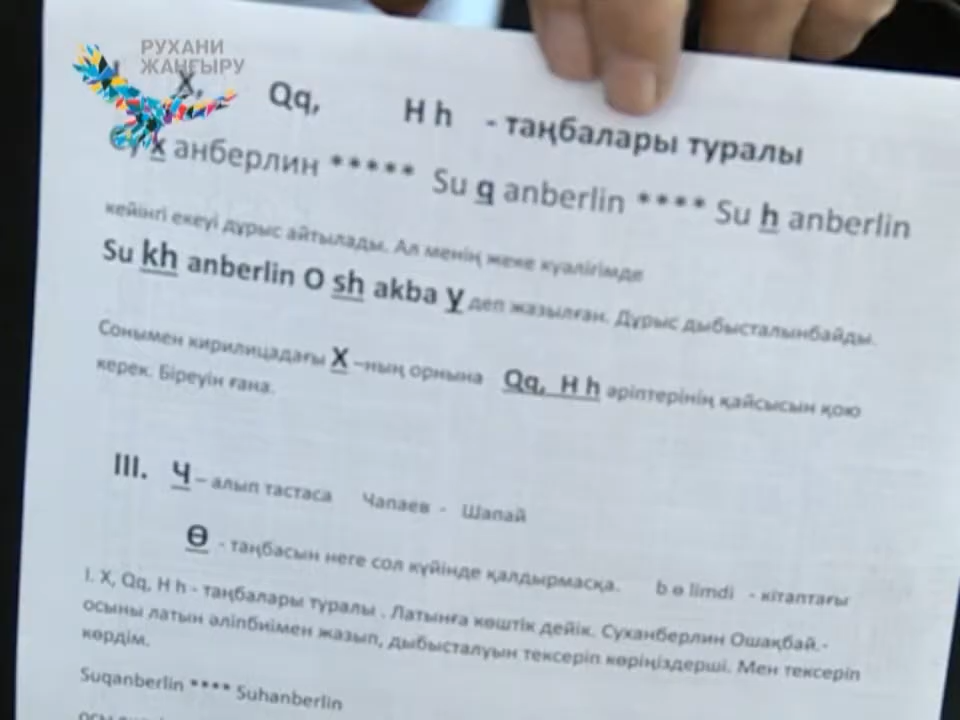 РУХАНИ
ЖАҢҒЫРУ
Х, Qq, H h - таңбалары туралы
Су х анберлин ***** Su q anberlin **** Su h anberlin
кейінгі екеуі дұрыс айтылады. Ал менің жеке куәлігімде
Su kh anberlin O sh akba y деп жазылған. Дұрыс дыбысталынбайды.
Сонымен кирилицадағы Х –ның орнына Qq, H h әріптерінің қайсысын қою
керек. Біреуін ғана.
III. Ч – алып тастаса Чапаев - Шапай
Ө - таңбасын неге сол күйінде қалдырмасқа. b ө limdi - кітаптағы
I. Х, Qq, H h - таңбалары туралы . Латынға көштік дейік. Суханберлин Ошақбай.-
осыны латын әліпбиімен жазып, дыбысталуын тексеріп көріңіздерші. Мен тексеріп
көрдім.
Suqanberlin **** Suhanberlin